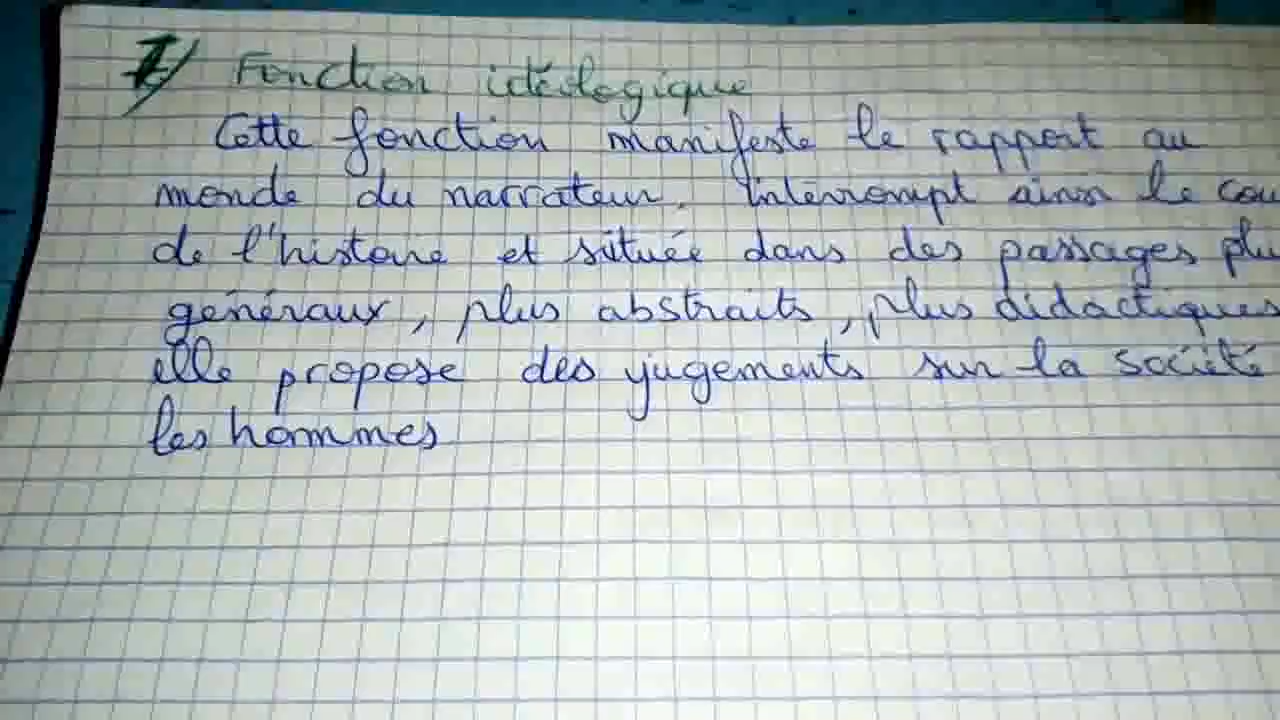 7/ Fonction idéologique
Cette fonction manifeste le rapport au
monde du narrateur. Interrompt ainsi le cou
de l'histoire et située dans des passages plu
généraux, plus abstraits, plus didactiques
elle propose des jugements sur la société
les hommes